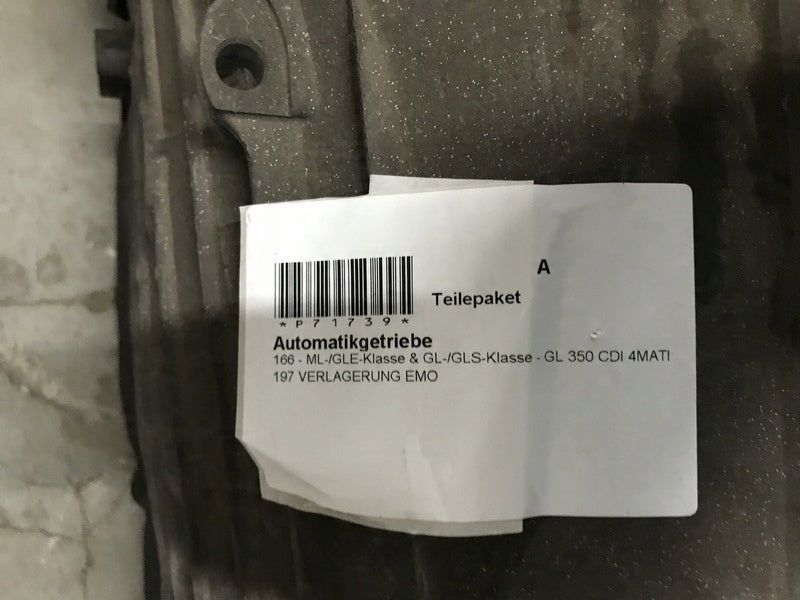 A
Teilepaket
*P71739*
Automatikgetriebe
166 - ML-/GLE-Klasse & GL-/GLS-Klasse - GL 350 CDI 4MATI
197 VERLAGERUNG EMO